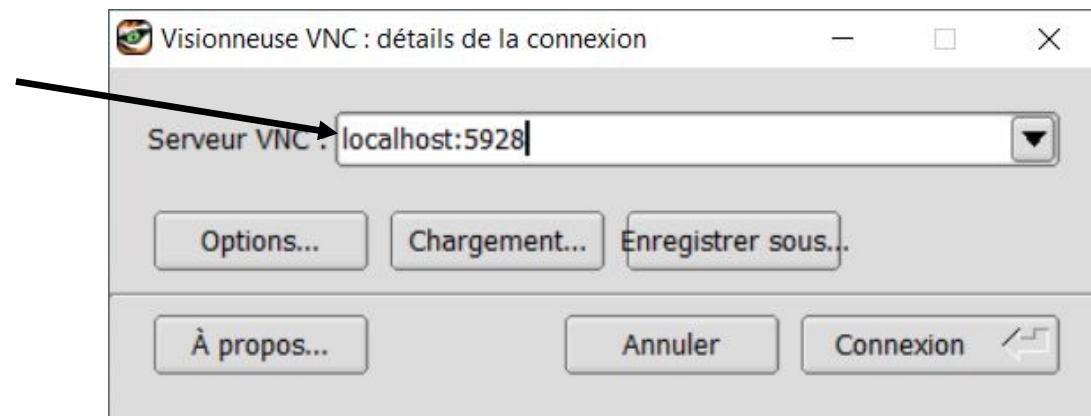 Visionneuse VNC : détails de la connexion
Serveur VNC : localhost:5928
Options... Chargement... Enregistrer sous...
À propos... Annuler Connexion